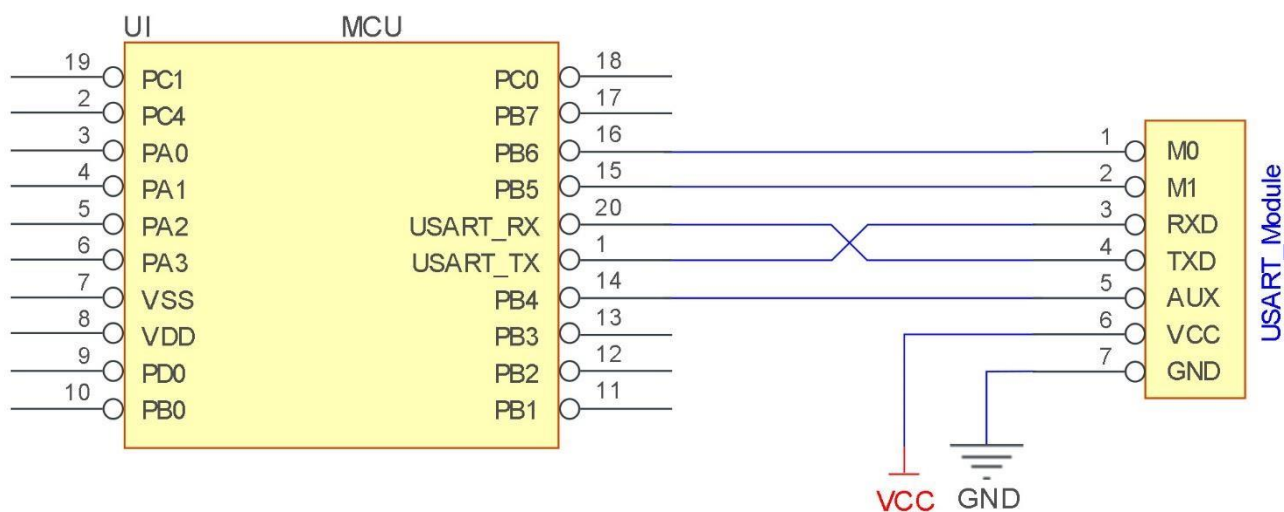 UI MCU
19 PC1 PC0 18
2 PC4 PB7 17
3 PA0 PB6 16 1 M0
4 PA1 PB5 15 2 M1
5 PA2 USART_RX 20 3 RXD
6 PA3 USART_TX 1 4 TXD
7 VSS PB4 14 5 AUX
8 VDD PB3 13 6 VCC
9 PD0 PB2 12 7 GND
10 PB0 PB1 11
USART_Module
VCC GND